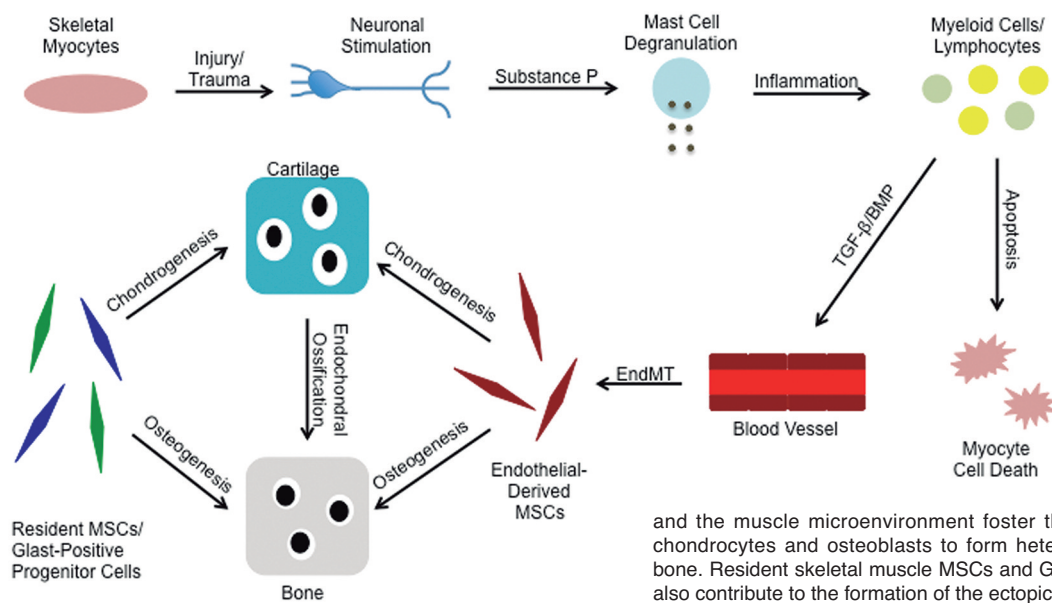 Skeletal
Myocytes
Injury/
Trauma
Neuronal
Stimulation
Substance P
Mast Cell
Degranulation
Inflammation
Myeloid Cells/
Lymphocytes
TGF-β/BMP
Apoptosis
Cartilage
Chondrogenesis
Chondrogenesis
Endochondral
Ossification
EndMT
Blood Vessel
Myocyte
Cell Death
Osteogenesis
Osteogenesis
Endothelial-
Derived
MSCs
Resident MSCs/
Glast-Positive
Progenitor Cells
Bone
and the muscle microenvironment foster
chondrocytes and osteoblasts to form
bone. Resident skeletal muscle MSCs and
also contribute to the formation of the ectopic